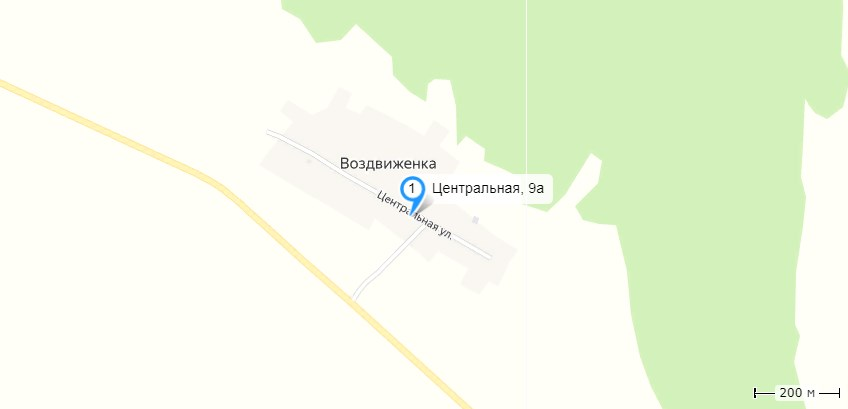 Воздвиженка
1
Центральная, 9а
Центральная ул.
200 м